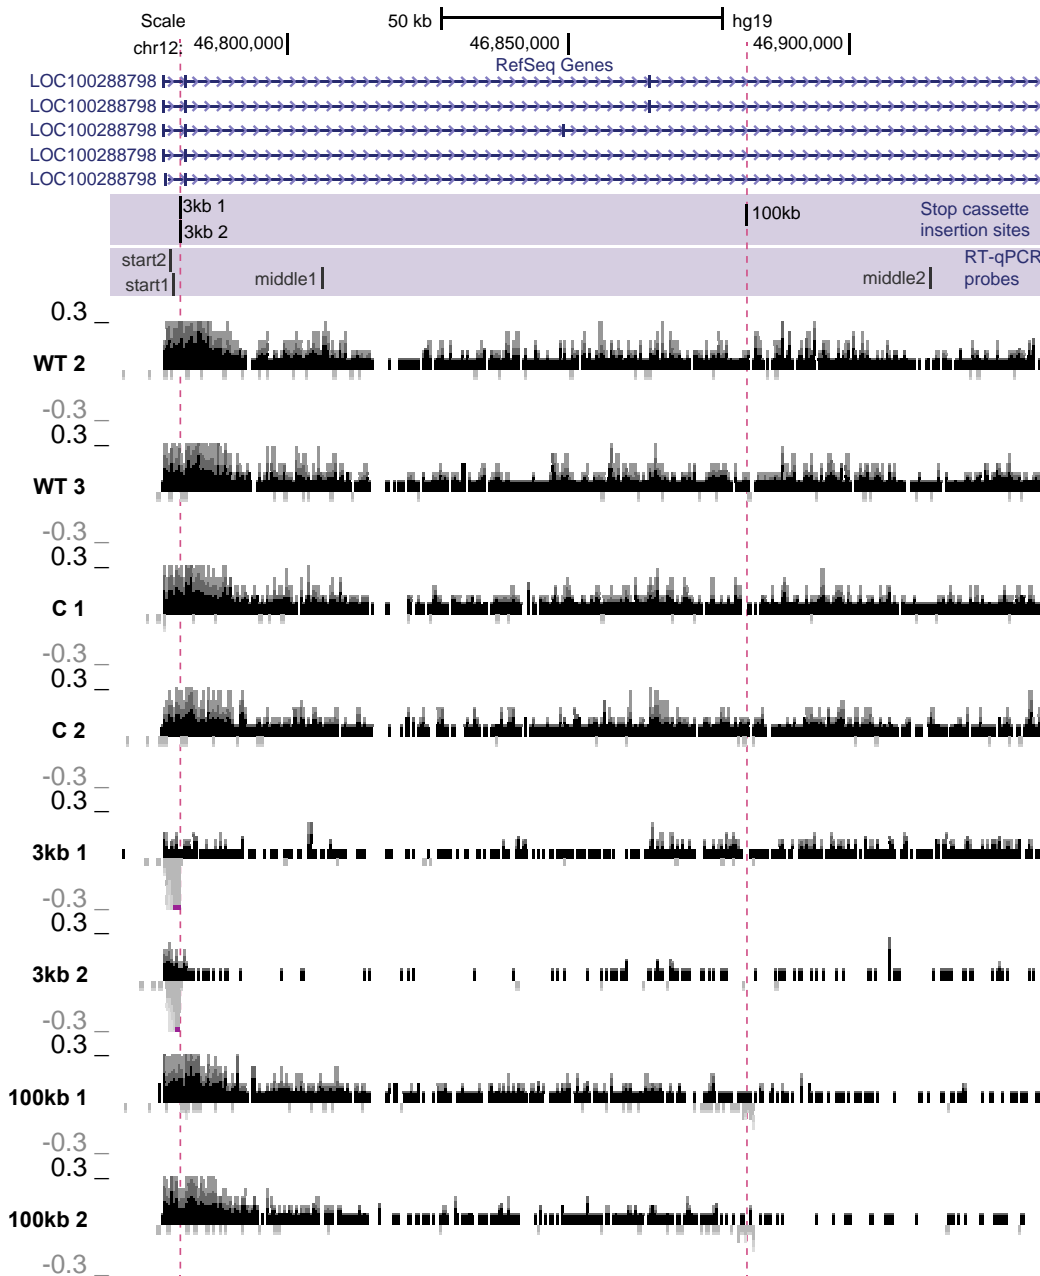 Scale 50 kb hg19
chr12: 46,800,000 46,850,000 46,900,000
RefSeq Genes
LOC100288798
LOC100288798
LOC100288798
LOC100288798
LOC100288798
3kb 1 100kb Stop cassette
3kb 2 insertion sites
start2 RT-qPCR
start1 middle1 middle2 probes
0.3
WT 2
-0.3
0.3
WT 3
-0.3
0.3
C 1
-0.3
0.3
C 2
-0.3
0.3
3kb 1
-0.3
0.3
3kb 2
-0.3
0.3
100kb 1
-0.3
0.3
100kb 2
-0.3